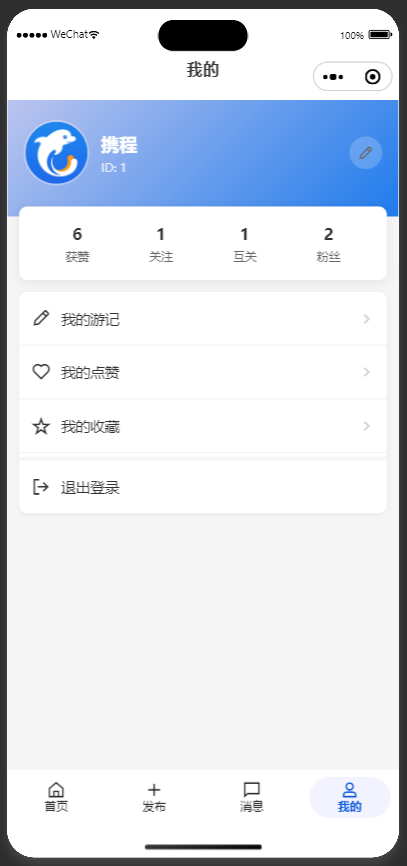 WeChat 100%
我的
携程
ID: 1
6 1 1 2
获赞 关注 互关 粉丝
我的游记
我的点赞
我的收藏
退出登录
首页 发布 消息 我的